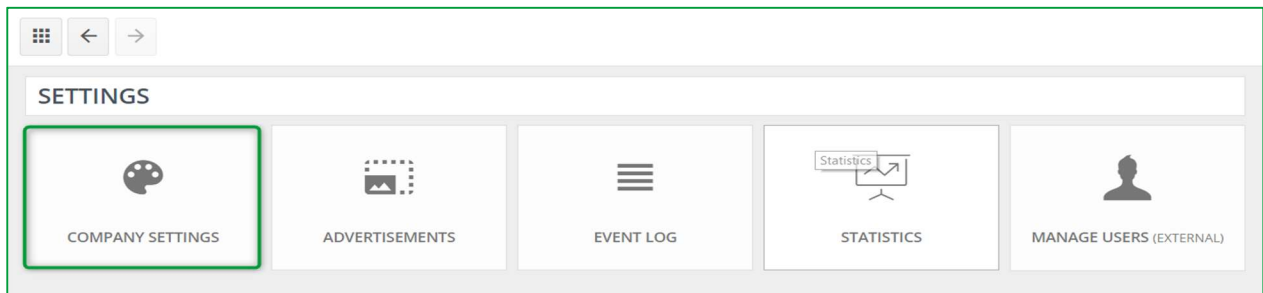 SETTINGS
Statistics
COMPANY SETTINGS
ADVERTISEMENTS
EVENT LOG
STATISTICS
MANAGE USERS (EXTERNAL)